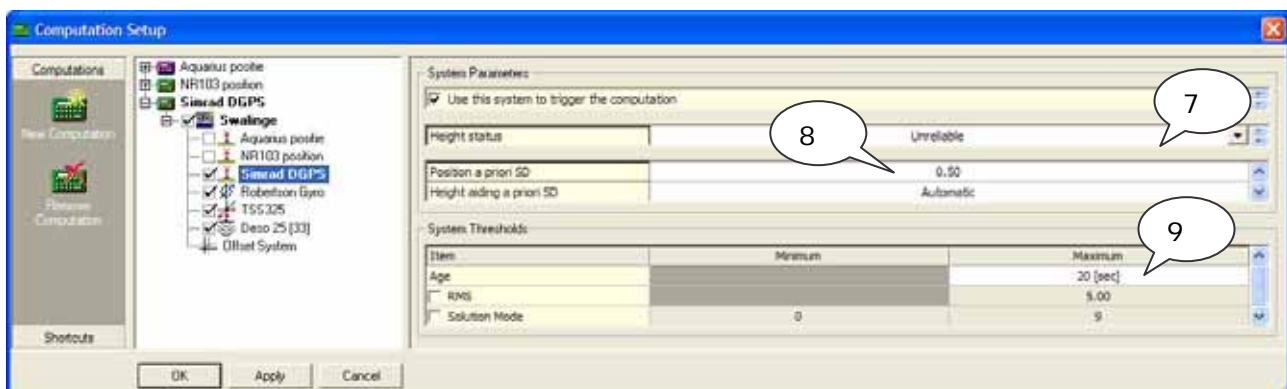 Computation Setup
Computations
New Computation
Remove
Computation
Shortcuts
Aquarius positie
NR103 position
Simrad DGPS
Swalinge
Aquarius positie
NR103 position
Simrad DGPS
Robertson Gyro
TSS325
Deso 25 [33]
Offset System
System Parameters
Use this system to trigger the computation
7
Height status Unreliable
8
Position a priori SD 0.50
Height aiding a priori SD Automatic
System Thresholds
9
Item Minimum Maximum
Age 20 [sec]
RMS 5.00
Solution Mode 0 9
OK Apply Cancel